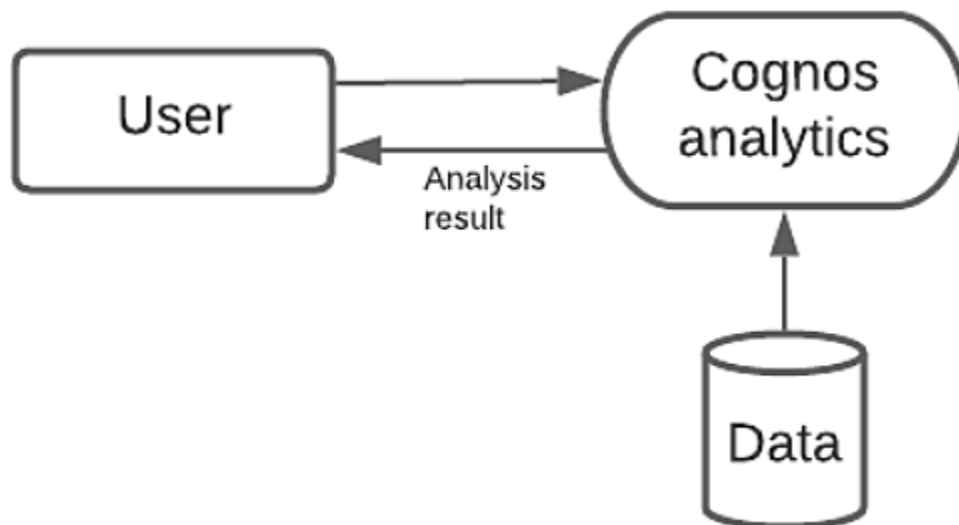 User
Cognos
analytics
Analysis
result
Data